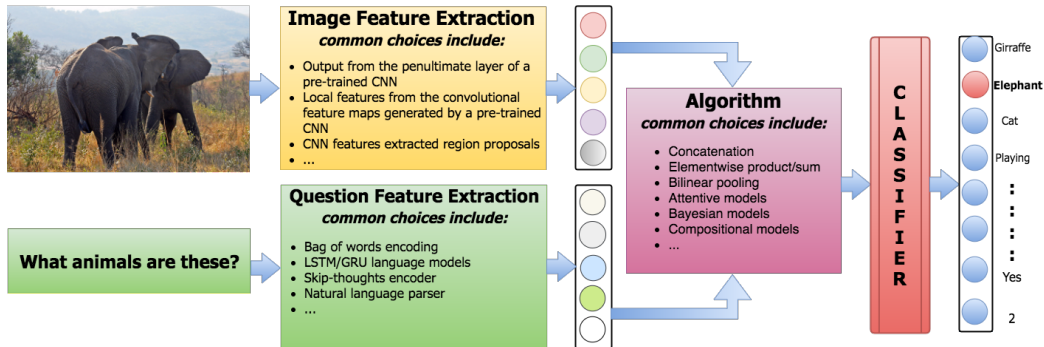 Image Feature Extraction
common choices include:
• Output from the penultimate layer of a
pre-trained CNN
• Local features from the convolutional
feature maps generated by a pre-trained
CNN
• CNN features extracted region proposals
• ...
What animals are these?
Question Feature Extraction
common choices include:
• Bag of words encoding
• LSTM/GRU language models
• Skip-thoughts encoder
• Natural language parser
• ...
Algorithm
common choices include:
• Concatenation
• Elementwise product/sum
• Bilinear pooling
• Attentive models
• Bayesian models
• Compositional models
• ...
CLASSIFIER
Girraffe
Elephant
Cat
Playing
Yes
2